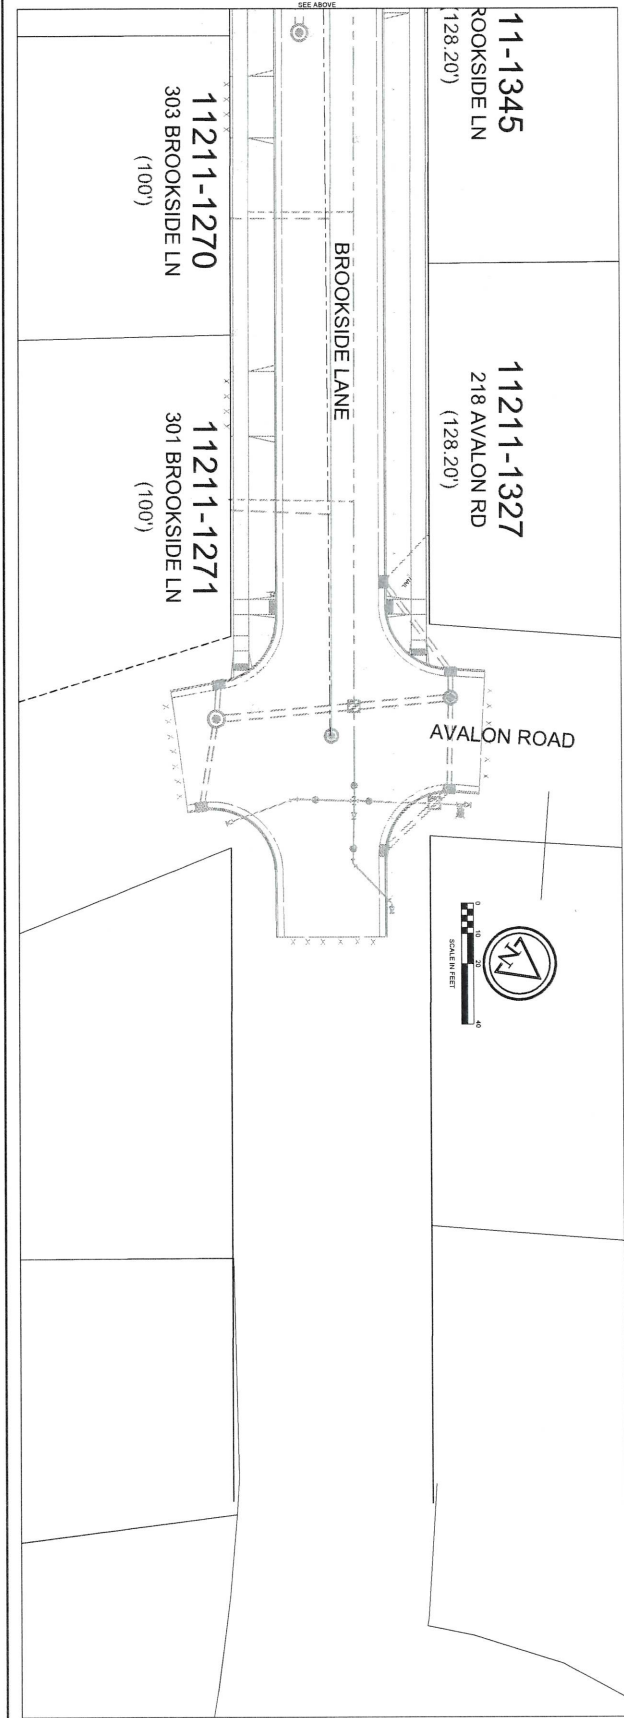 SEE ABOVE
11-1345
ROOKSIDE LN
(128.20')
11211-1270
303 BROOKSIDE LN
(100')
BROOKSIDE LANE
11211-1327
218 AVALON RD
(128.20')
11211-1271
301 BROOKSIDE LN
(100')
AVALON ROAD
N
0 10 20 40
SCALE IN FEET